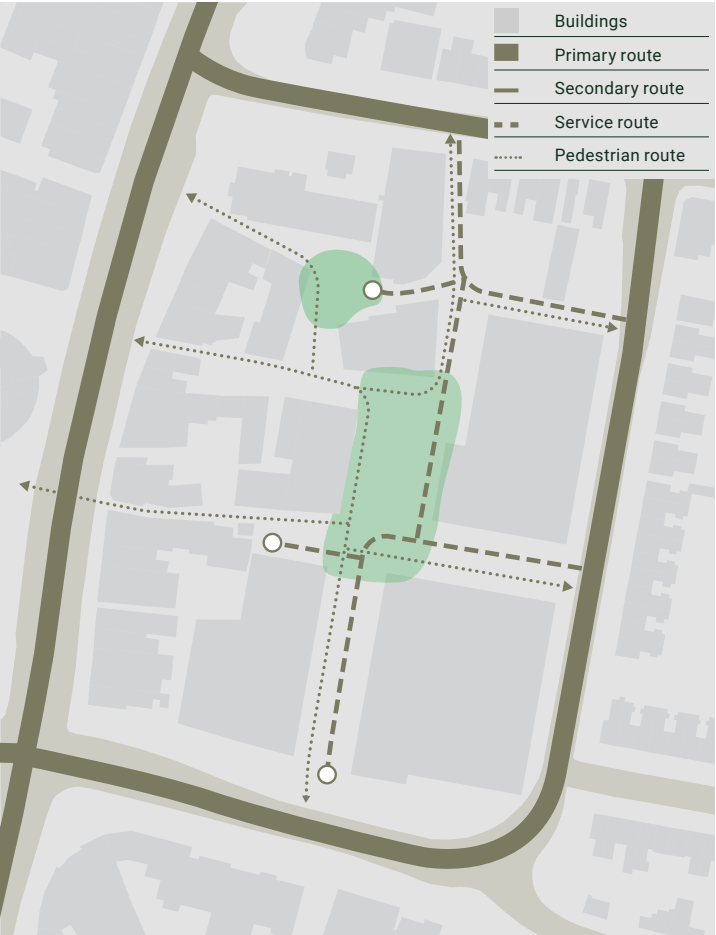 Buildings
Primary route
Secondary route
Service route
Pedestrian route